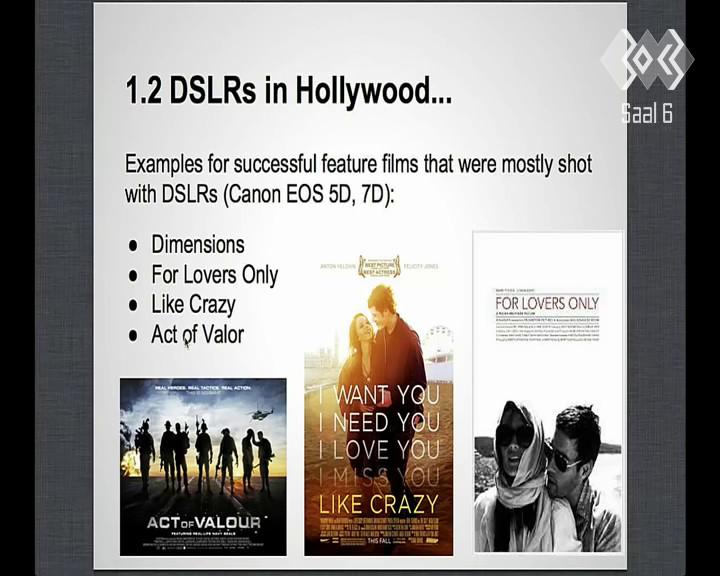 1.2 DSLRs in Hollywood...
Saal 6
Examples for successful feature films that were mostly shot
with DSLRs (Canon EOS 5D, 7D):
● Dimensions
● For Lovers Only
● Like Crazy
● Act of Valor
ANTON YELCHIN
BEST PICTURE
BEST ACTRESS
FELICITY JONES
I WANT YOU
I NEED YOU
I LOVE YOU
I MISS YOU
LIKE CRAZY
THIS FALL
FOR LOVERS ONLY
REAL HEROES. REAL TACTICS. REAL ACTION.
ACT OF VALOUR
FEATURING REAL-LIFE NAVY SEALS